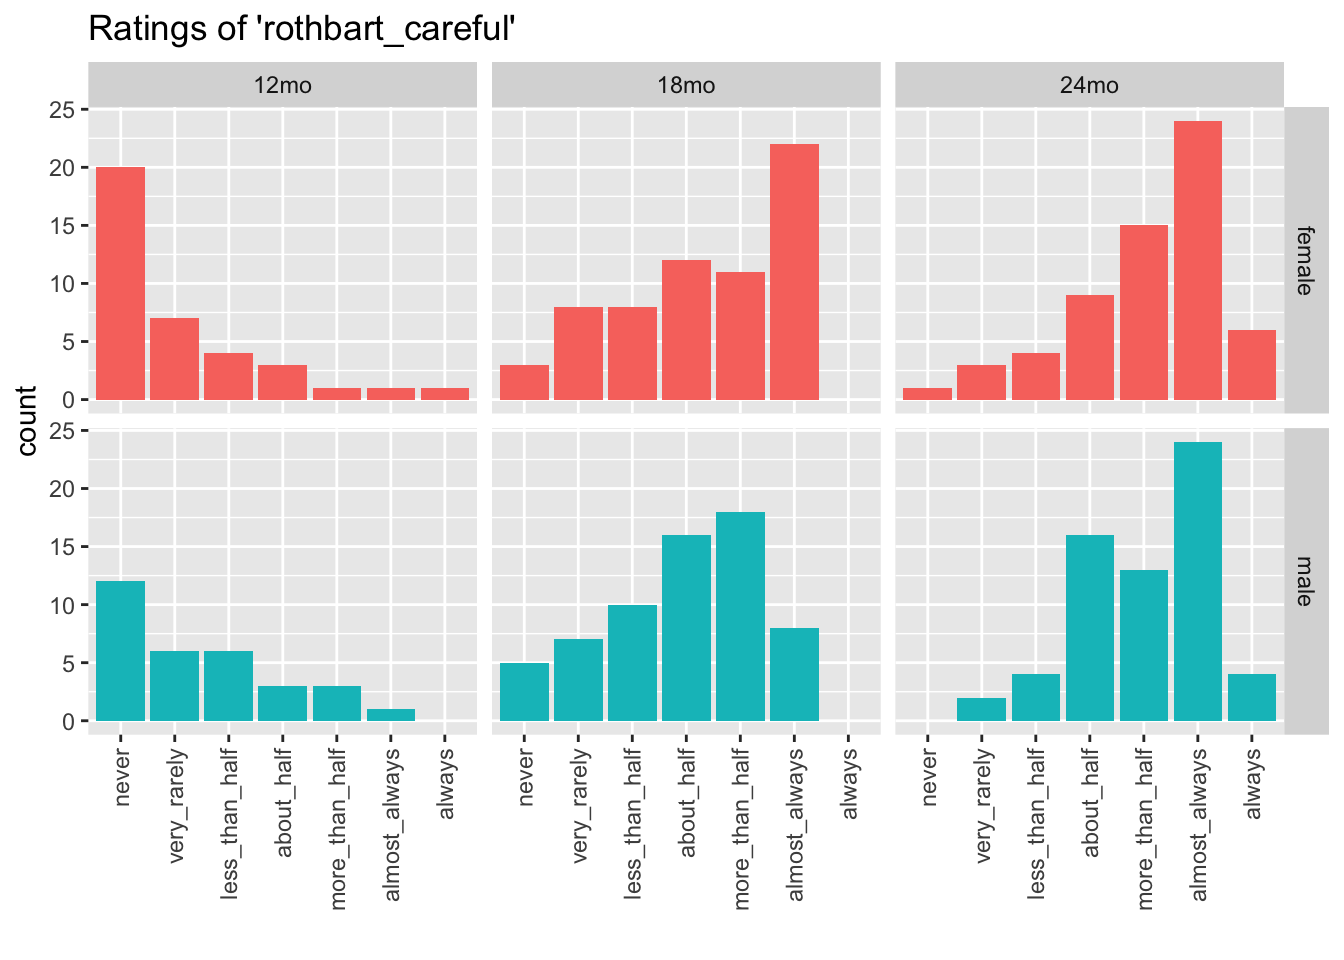 Ratings of 'rothbart_careful'
12mo
18mo
24mo
25
20
15
10
5
0
female
count
25
20
15
10
5
0
male
never
very_rarely
less_than_half
about_half
more_than_half
almost_always
always
never
very_rarely
less_than_half
about_half
more_than_half
almost_always
always
never
very_rarely
less_than_half
about_half
more_than_half
almost_always
always